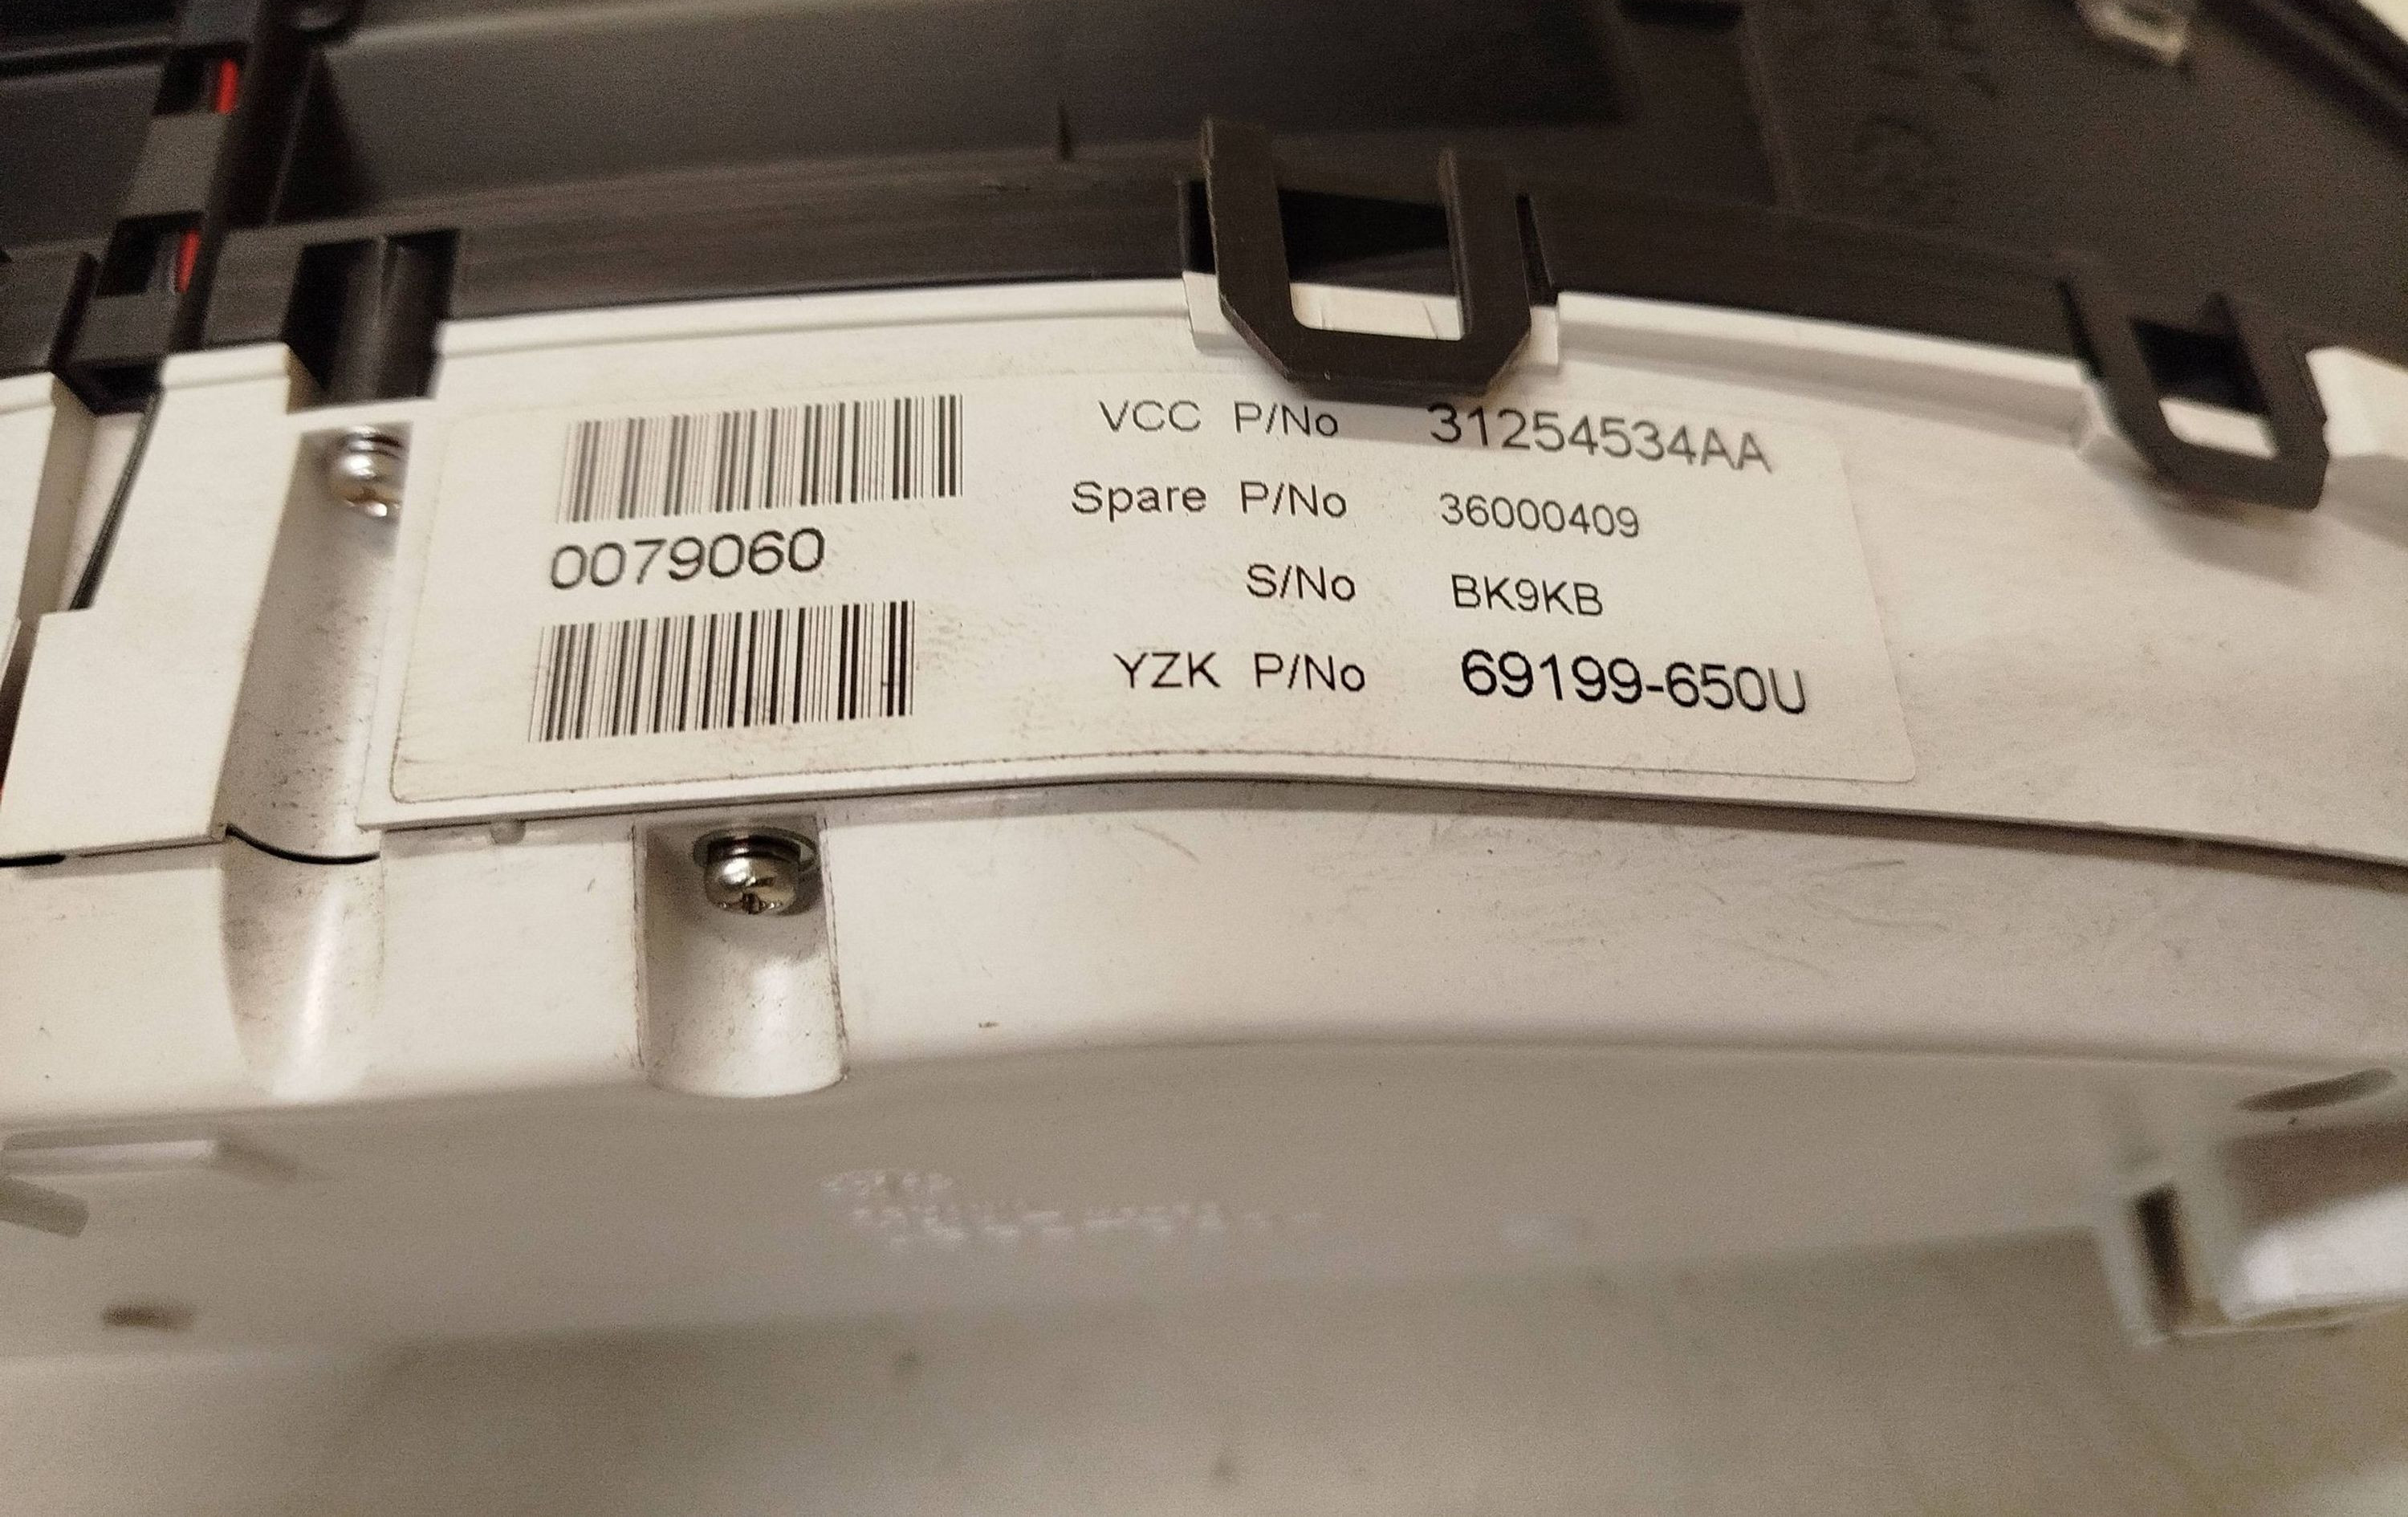 VCC P/No 31254534AA
Spare P/No 36000409
0079060
S/No BK9KB
YZK P/No 69199-650U